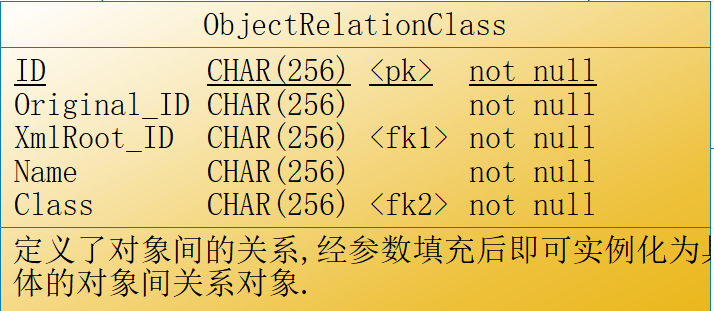 ObjectRelationClass
ID CHAR(256) <pk> not null
Original_ID CHAR(256) not null
XmlRoot_ID CHAR(256) <fk1> not null
Name CHAR(256) not null
Class CHAR(256) <fk2> not null
定义了对象间的关系,经参数填充后即可实例化为具
体的对象间关系对象.